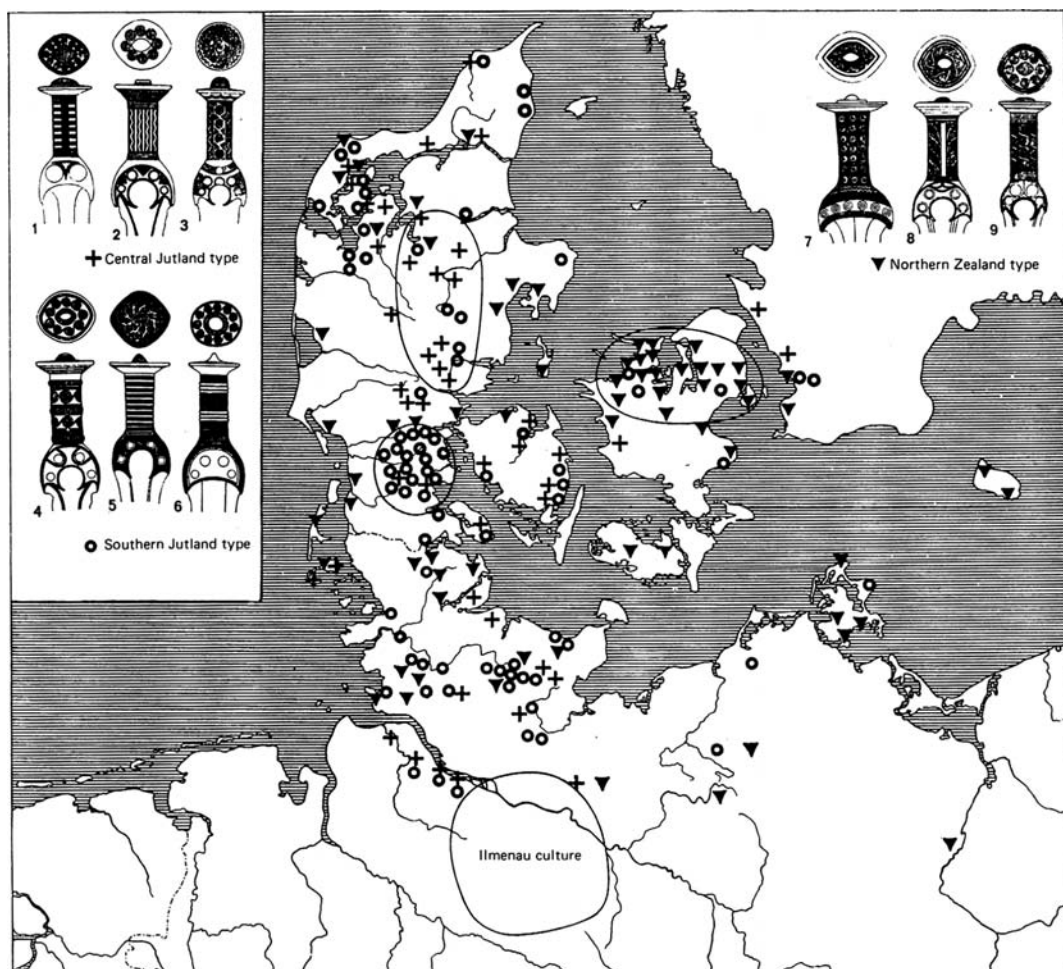 1
2
3
+ Central Jutland type
4
5
6
Southern Jutland type
7
8
9
▼ Northern Zealand type
Ilmenau culture